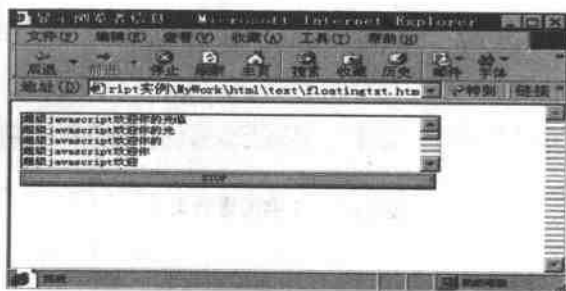 显示浏览者信息 - Microsoft Internet Explorer
文件(F) 编辑(E) 查看(V) 收藏(A) 工具(T) 帮助(H)
后退 前进 停止 刷新 主页 搜索 收藏 历史 邮件 字体
地址(D) ript实例\MyWork\html\text\floatingtxt.htm 转到 链接
超级javascript欢迎你的光临
超级javascript欢迎你的光
超级javascript欢迎你的
超级javascript欢迎你
超级javascript欢迎
STOP